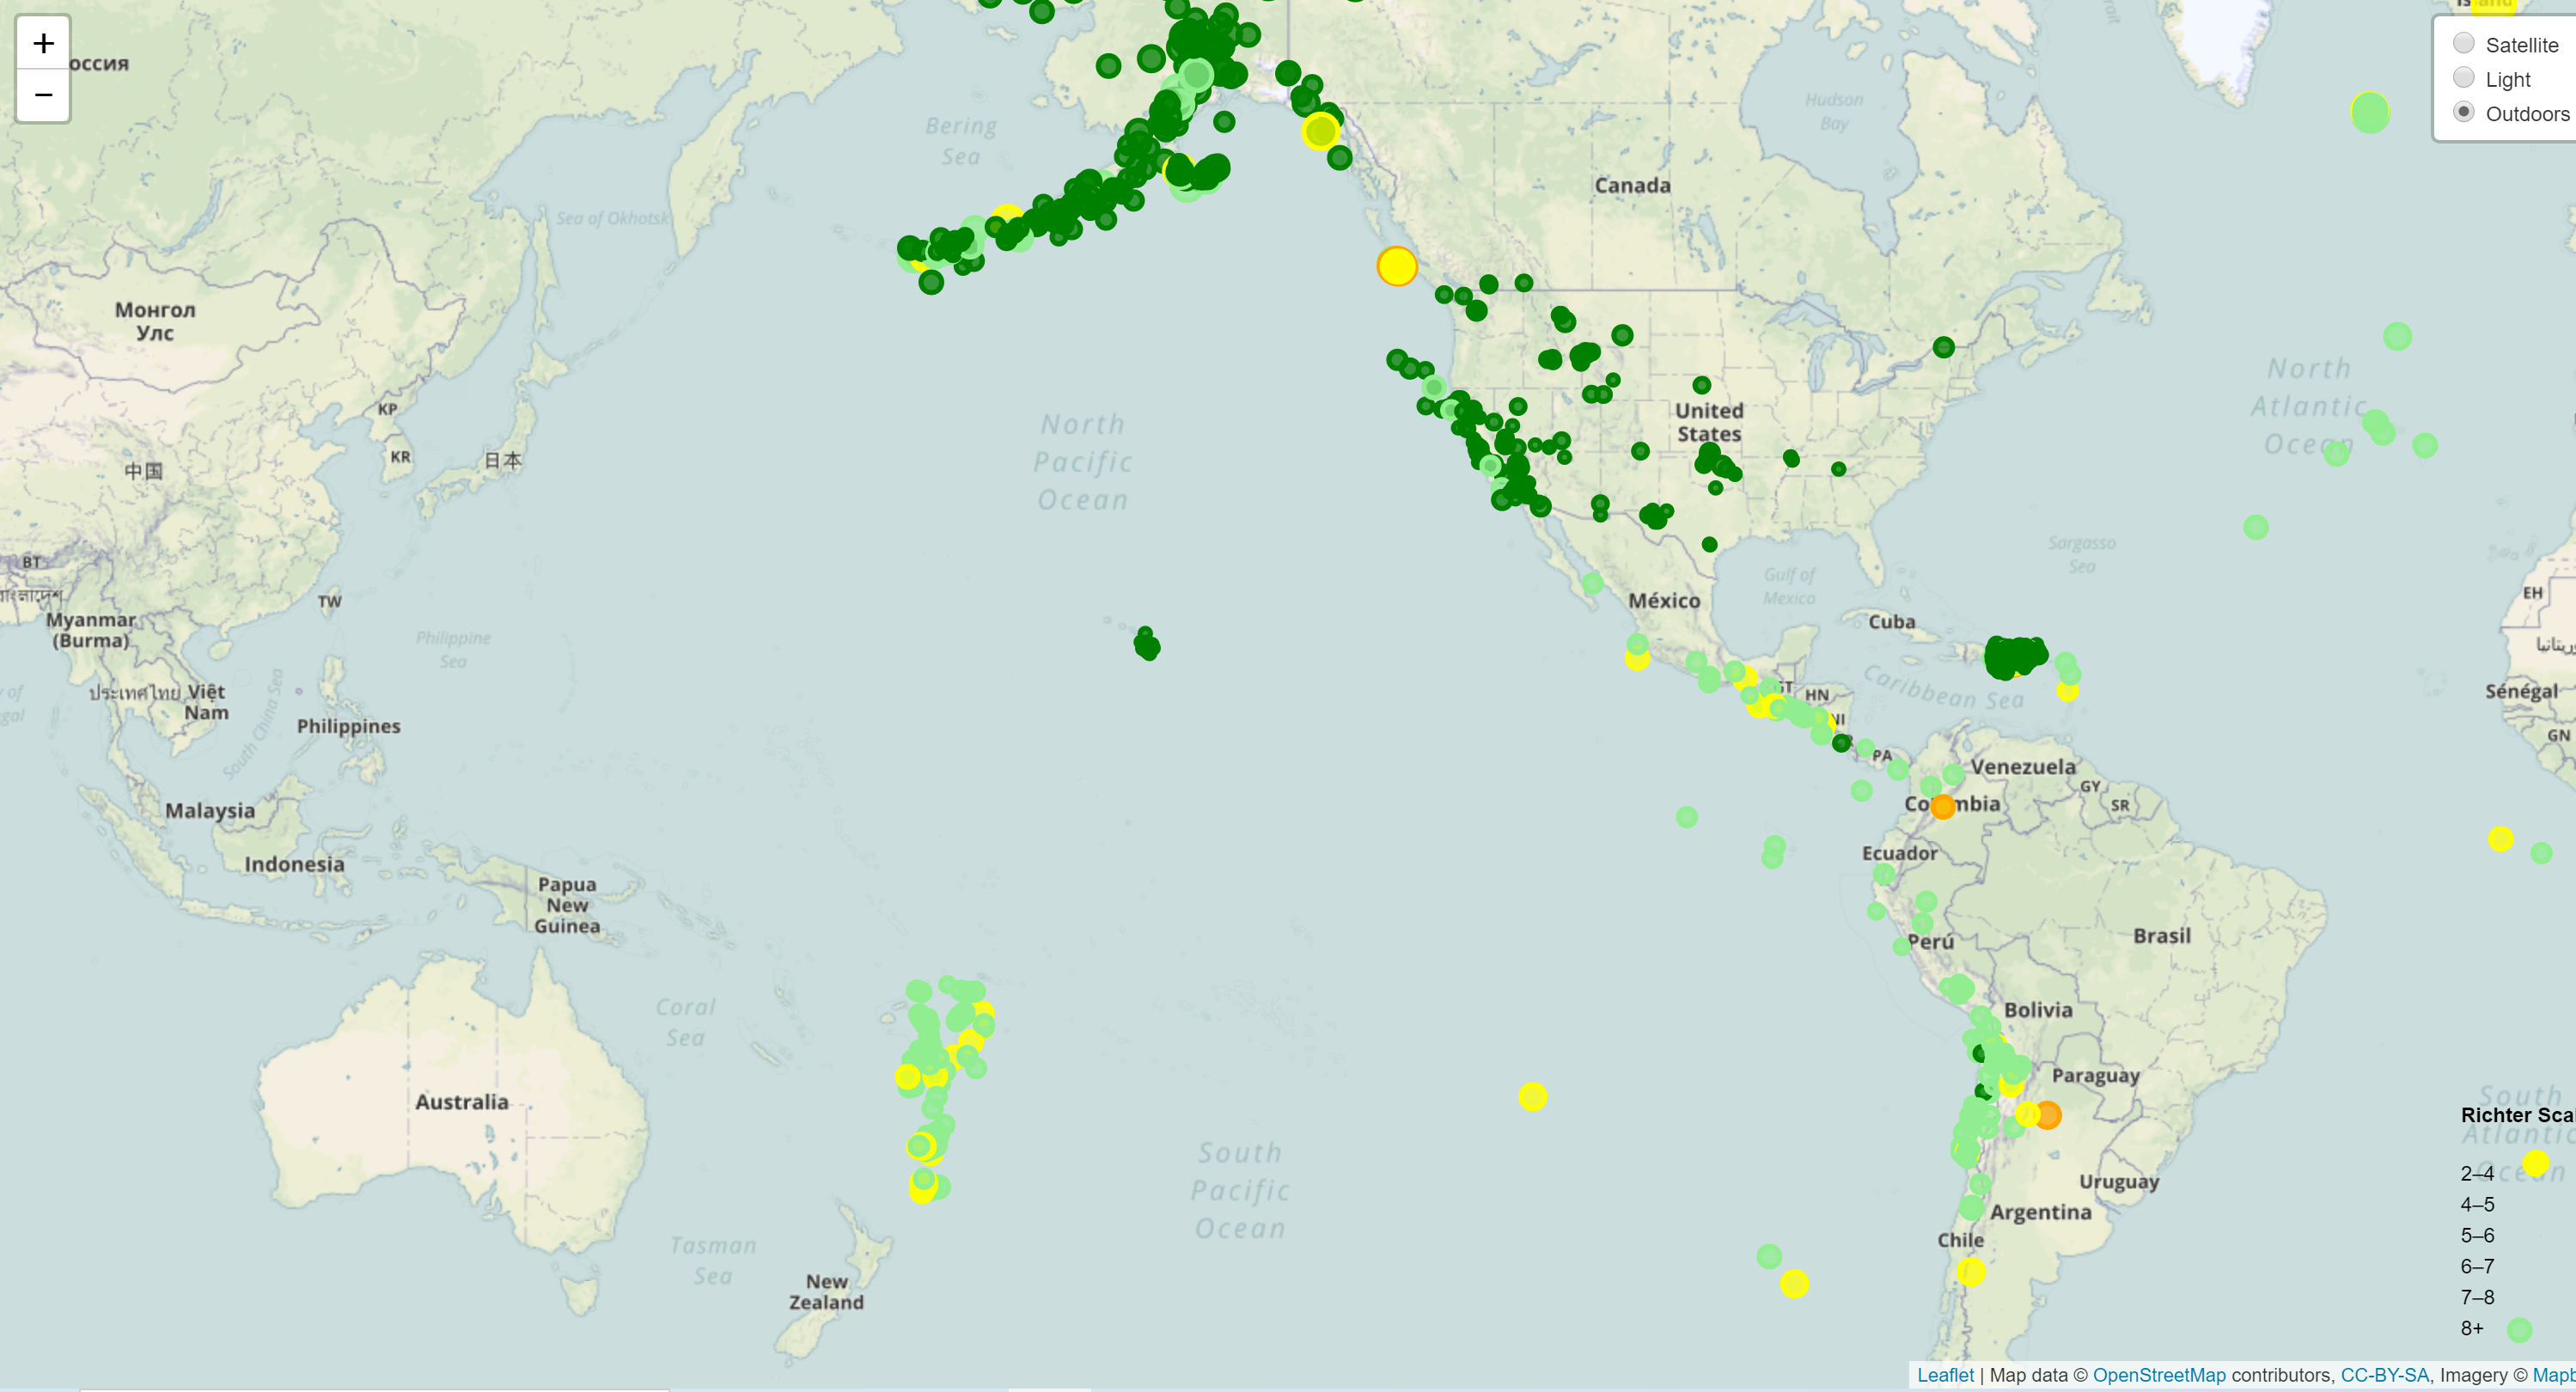 +
−
Satellite
Light
Outdoors
оссия
Bering
Sea
Hudson
Bay
Canada
Sea of Okhotsk
Монгол
Улс
North
Atlantic
Ocean
KP
KR
日本
中国
North
Pacific
Ocean
United
States
BT
TW
Myanmar
(Burma)
Philippine
Sea
México
Gulf of
Mexico
Sargasso
Sea
Cuba
EH
ประเทศไทย
Việt
Nam
South China Sea
Philippines
HN
Caribbean Sea
Sénégal
GN
PA
Venezuela
GY
SR
Malaysia
Indonesia
Ecuador
Papua
New
Guinea
Perú
Brasil
Coral
Sea
Bolivia
Australia
Paraguay
South
Atlantic
Ocean
Richter Scal
2–4
4–5
5–6
6–7
7–8
8+
South
Pacific
Ocean
Uruguay
Argentina
Chile
Tasman
Sea
New
Zealand
Leaflet | Map data © OpenStreetMap contributors, CC-BY-SA, Imagery © Mapb